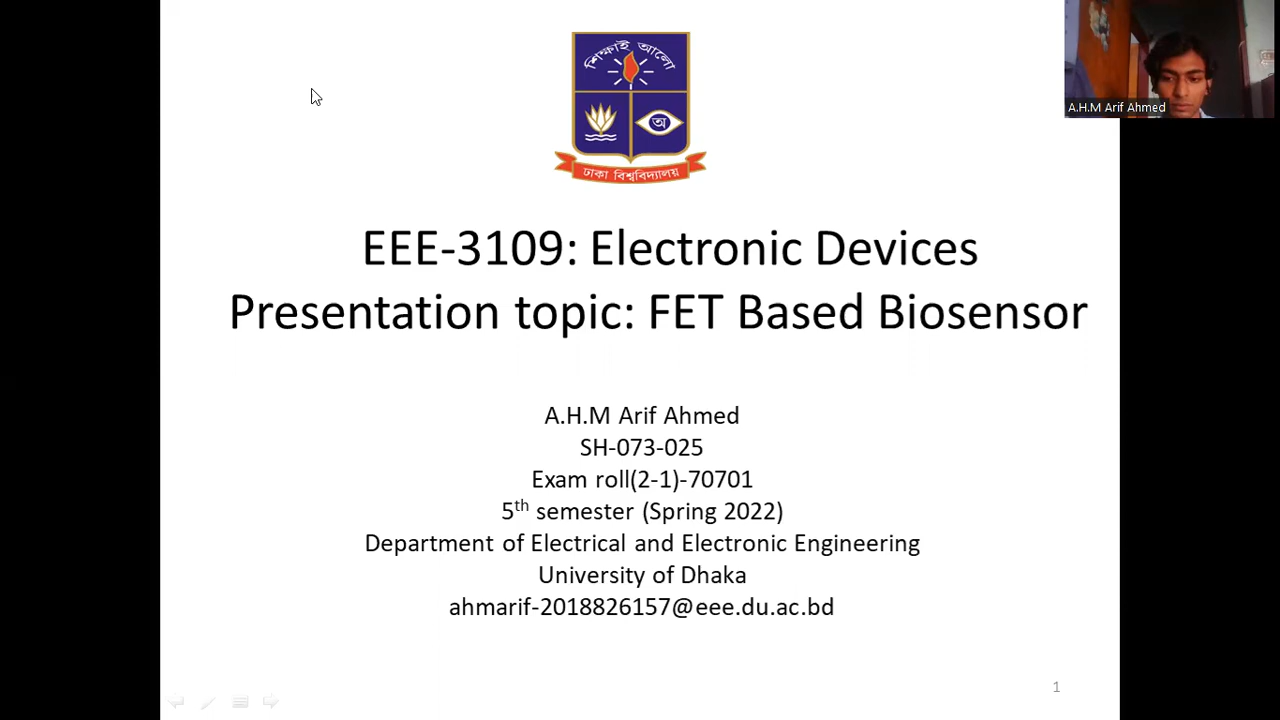 শিক্ষাই আলো
অ
ঢাকা বিশ্ববিদ্যালয়
A.H.M Arif Ahmed
EEE-3109: Electronic Devices
Presentation topic: FET Based Biosensor
A.H.M Arif Ahmed
SH-073-025
Exam roll(2-1)-70701
5th semester (Spring 2022)
Department of Electrical and Electronic Engineering
University of Dhaka
ahmarif-2018826157@eee.du.ac.bd
1